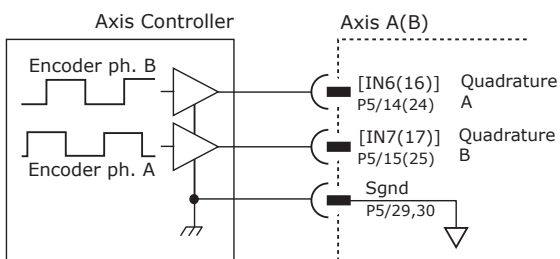 Axis Controller
Axis A(B)
Encoder ph. B
[IN6(16)] Quadrature
P5/14(24) A
[IN7(17)] Quadrature
P5/15(25) B
Encoder ph. A
Sgnd
P5/29,30